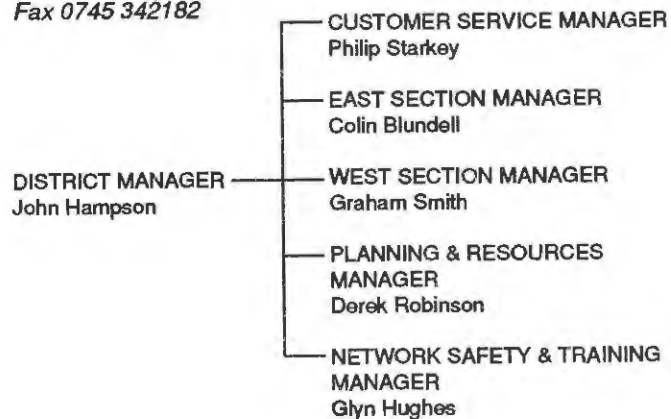 Fax 0745 342182
CUSTOMER SERVICE MANAGER
Philip Starkey
EAST SECTION MANAGER
Colin Blundell
DISTRICT MANAGER
John Hampson
WEST SECTION MANAGER
Graham Smith
PLANNING & RESOURCES
MANAGER
Derek Robinson
NETWORK SAFETY & TRAINING
MANAGER
Glyn Hughes